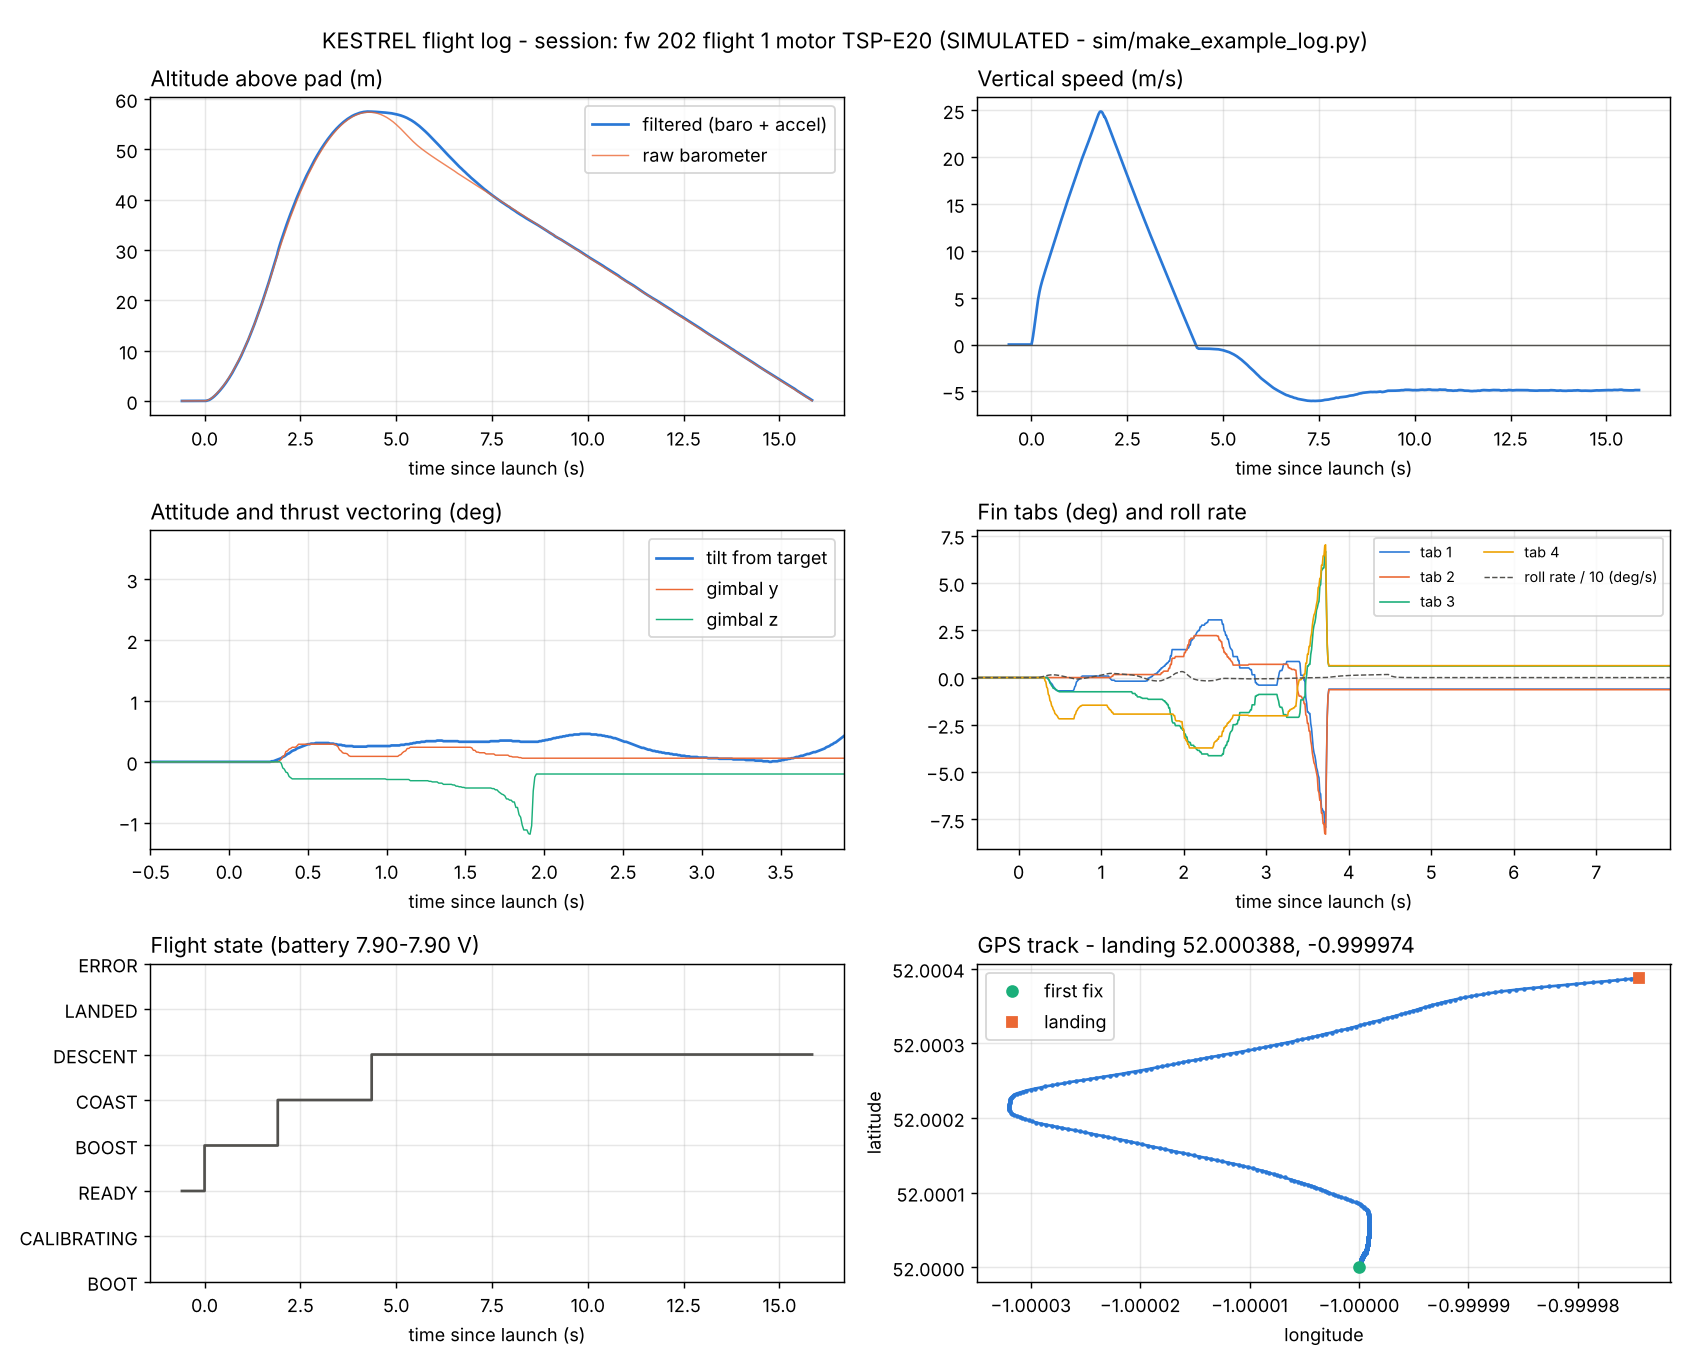 KESTREL flight log - session: fw 202 flight 1 motor TSP-E20 (SIMULATED - sim/make_example_log.py)
Altitude above pad (m)
60
50
40
30
20
10
0
filtered (baro + accel)
raw barometer
0.0 2.5 5.0 7.5 10.0 12.5 15.0
time since launch (s)
Vertical speed (m/s)
25
20
15
10
5
0
−5
0.0 2.5 5.0 7.5 10.0 12.5 15.0
time since launch (s)
Attitude and thrust vectoring (deg)
3
2
1
0
−1
tilt from target
gimbal y
gimbal z
−0.5 0.0 0.5 1.0 1.5 2.0 2.5 3.0 3.5
time since launch (s)
Fin tabs (deg) and roll rate
7.5
5.0
2.5
0.0
−2.5
−5.0
−7.5
tab 1
tab 2
tab 3
tab 4
roll rate / 10 (deg/s)
0 1 2 3 4 5 6 7
time since launch (s)
Flight state (battery 7.90-7.90 V)
ERROR
LANDED
DESCENT
COAST
BOOST
READY
CALIBRATING
BOOT
0.0 2.5 5.0 7.5 10.0 12.5 15.0
time since launch (s)
GPS track - landing 52.000388, -0.999974
52.0004
52.0003
52.0002
52.0001
52.0000
latitude
first fix
landing
−1.00003 −1.00002 −1.00001 −1.00000 −0.99999 −0.99998
longitude